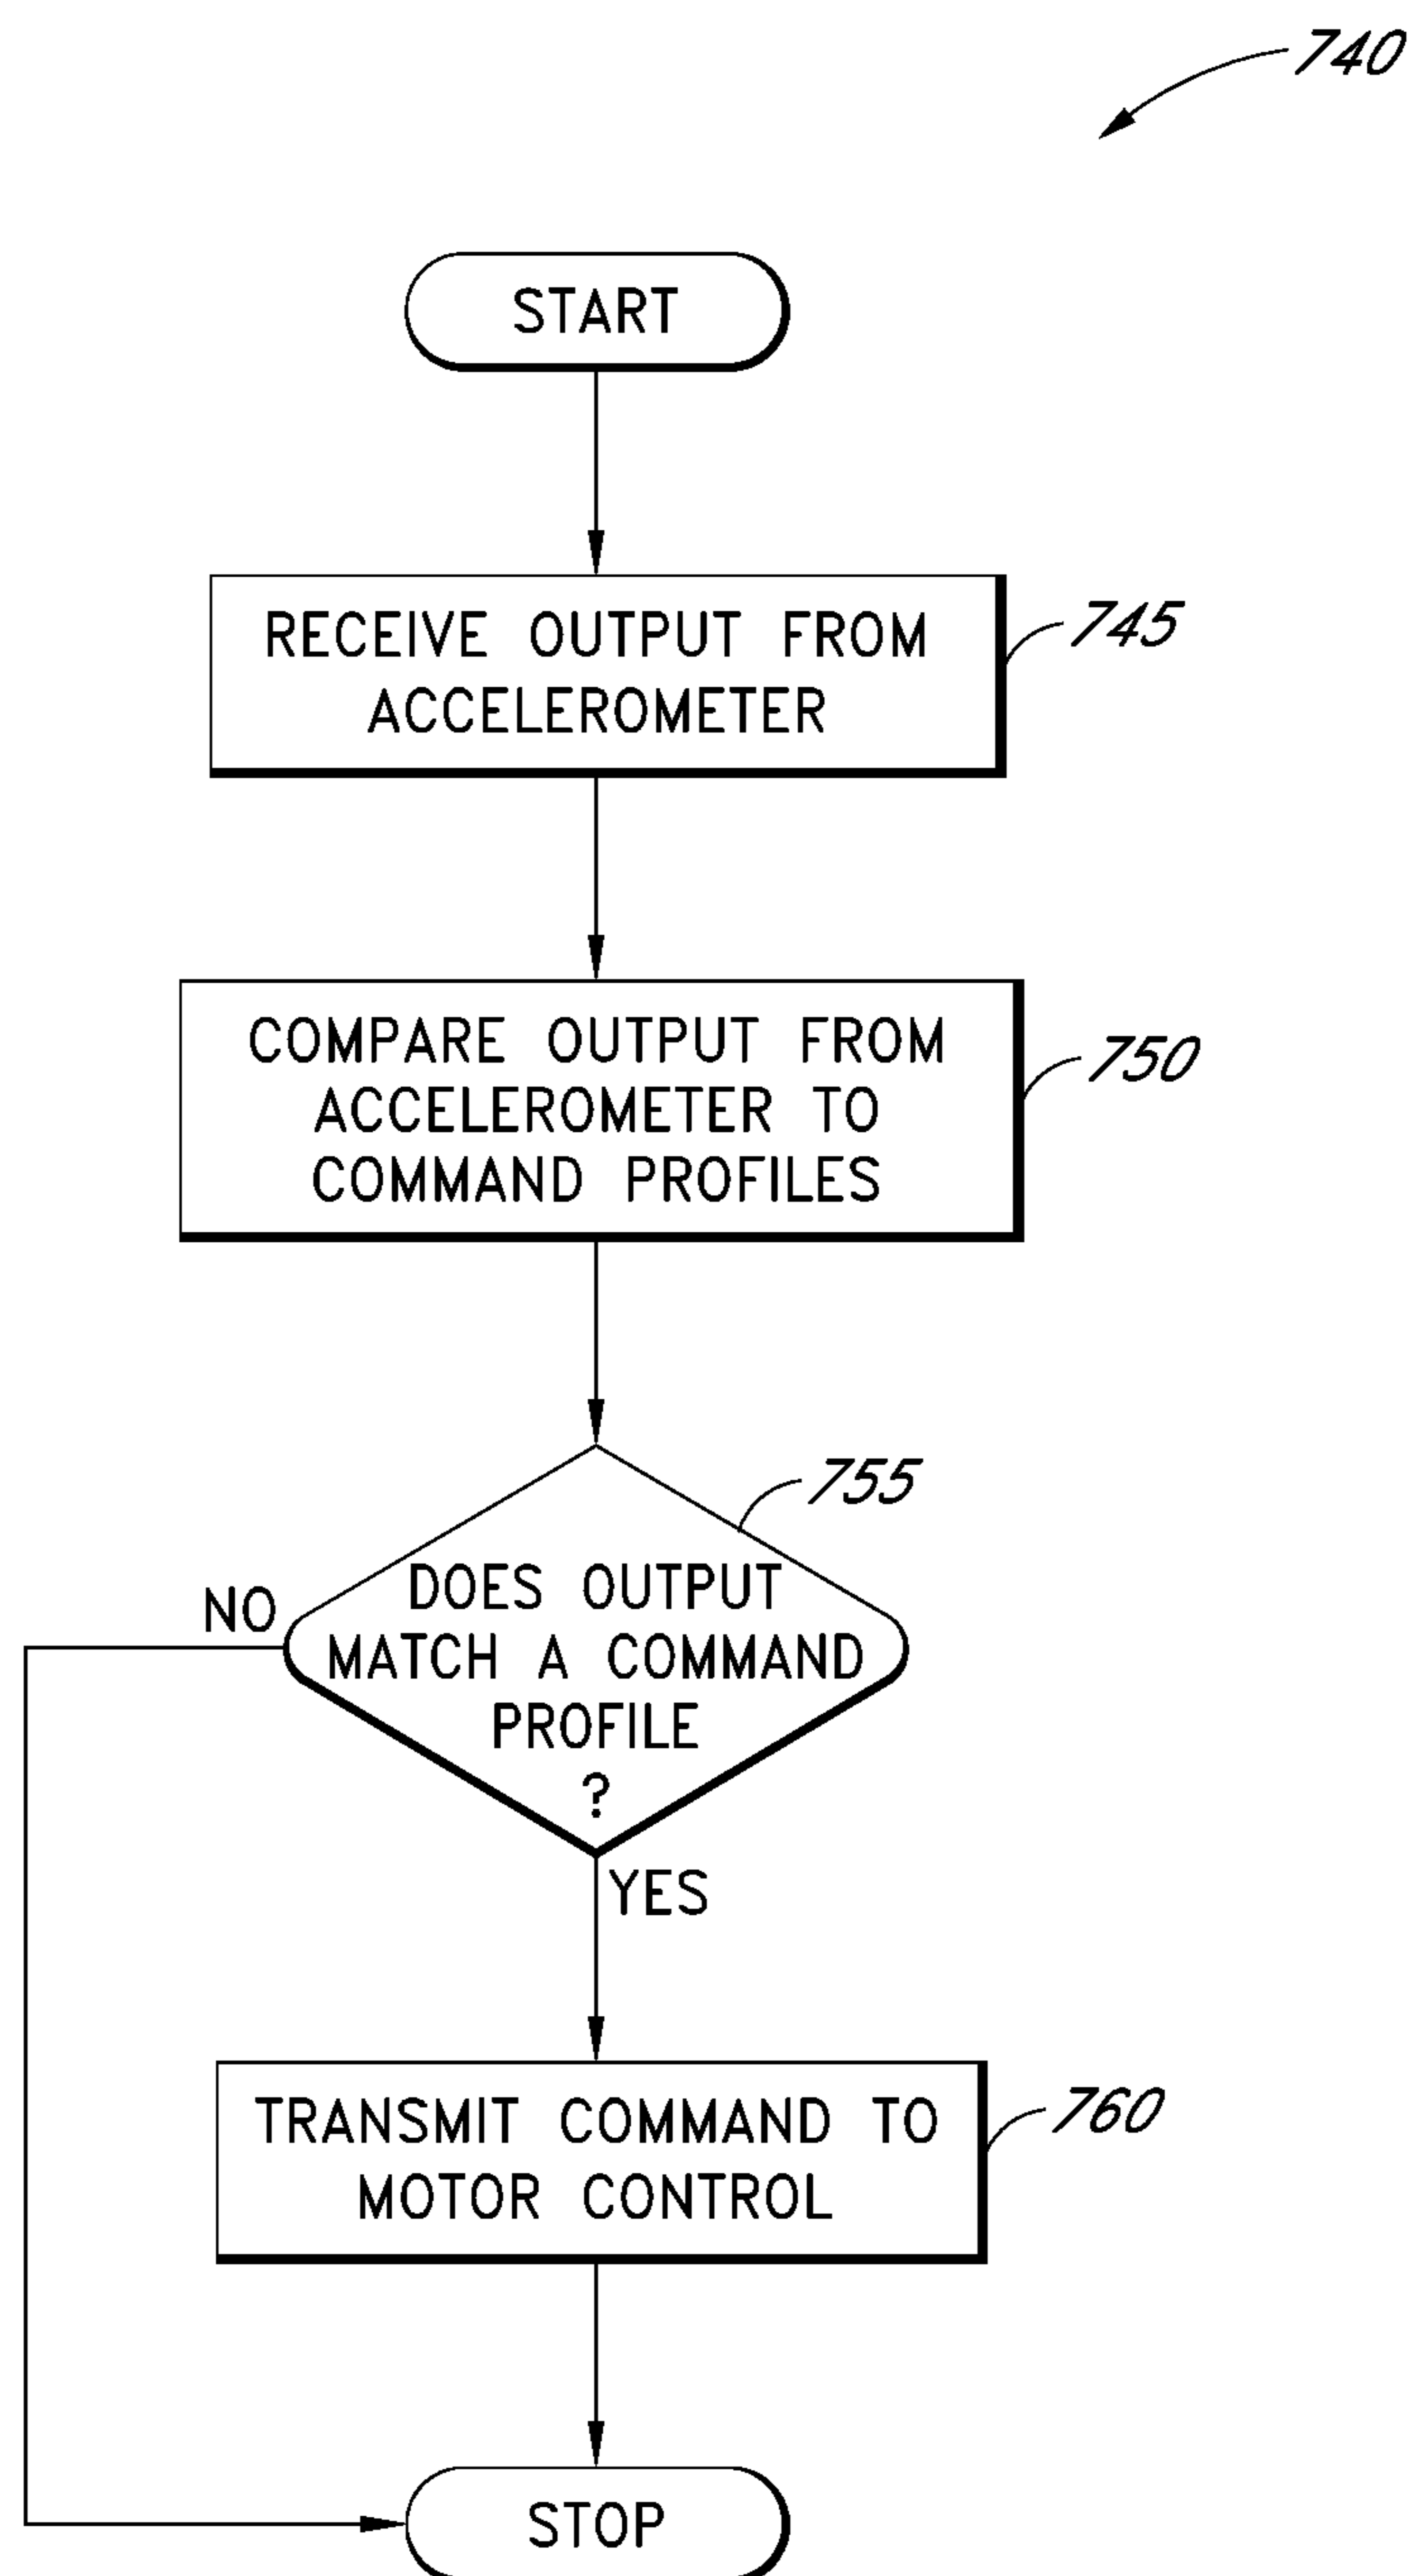 740
START
RECEIVE OUTPUT FROM
ACCELEROMETER
745
COMPARE OUTPUT FROM
ACCELEROMETER TO
COMMAND PROFILES
750
755
DOES OUTPUT
MATCH A COMMAND
PROFILE
?
NO
YES
TRANSMIT COMMAND TO
MOTOR CONTROL
760
STOP